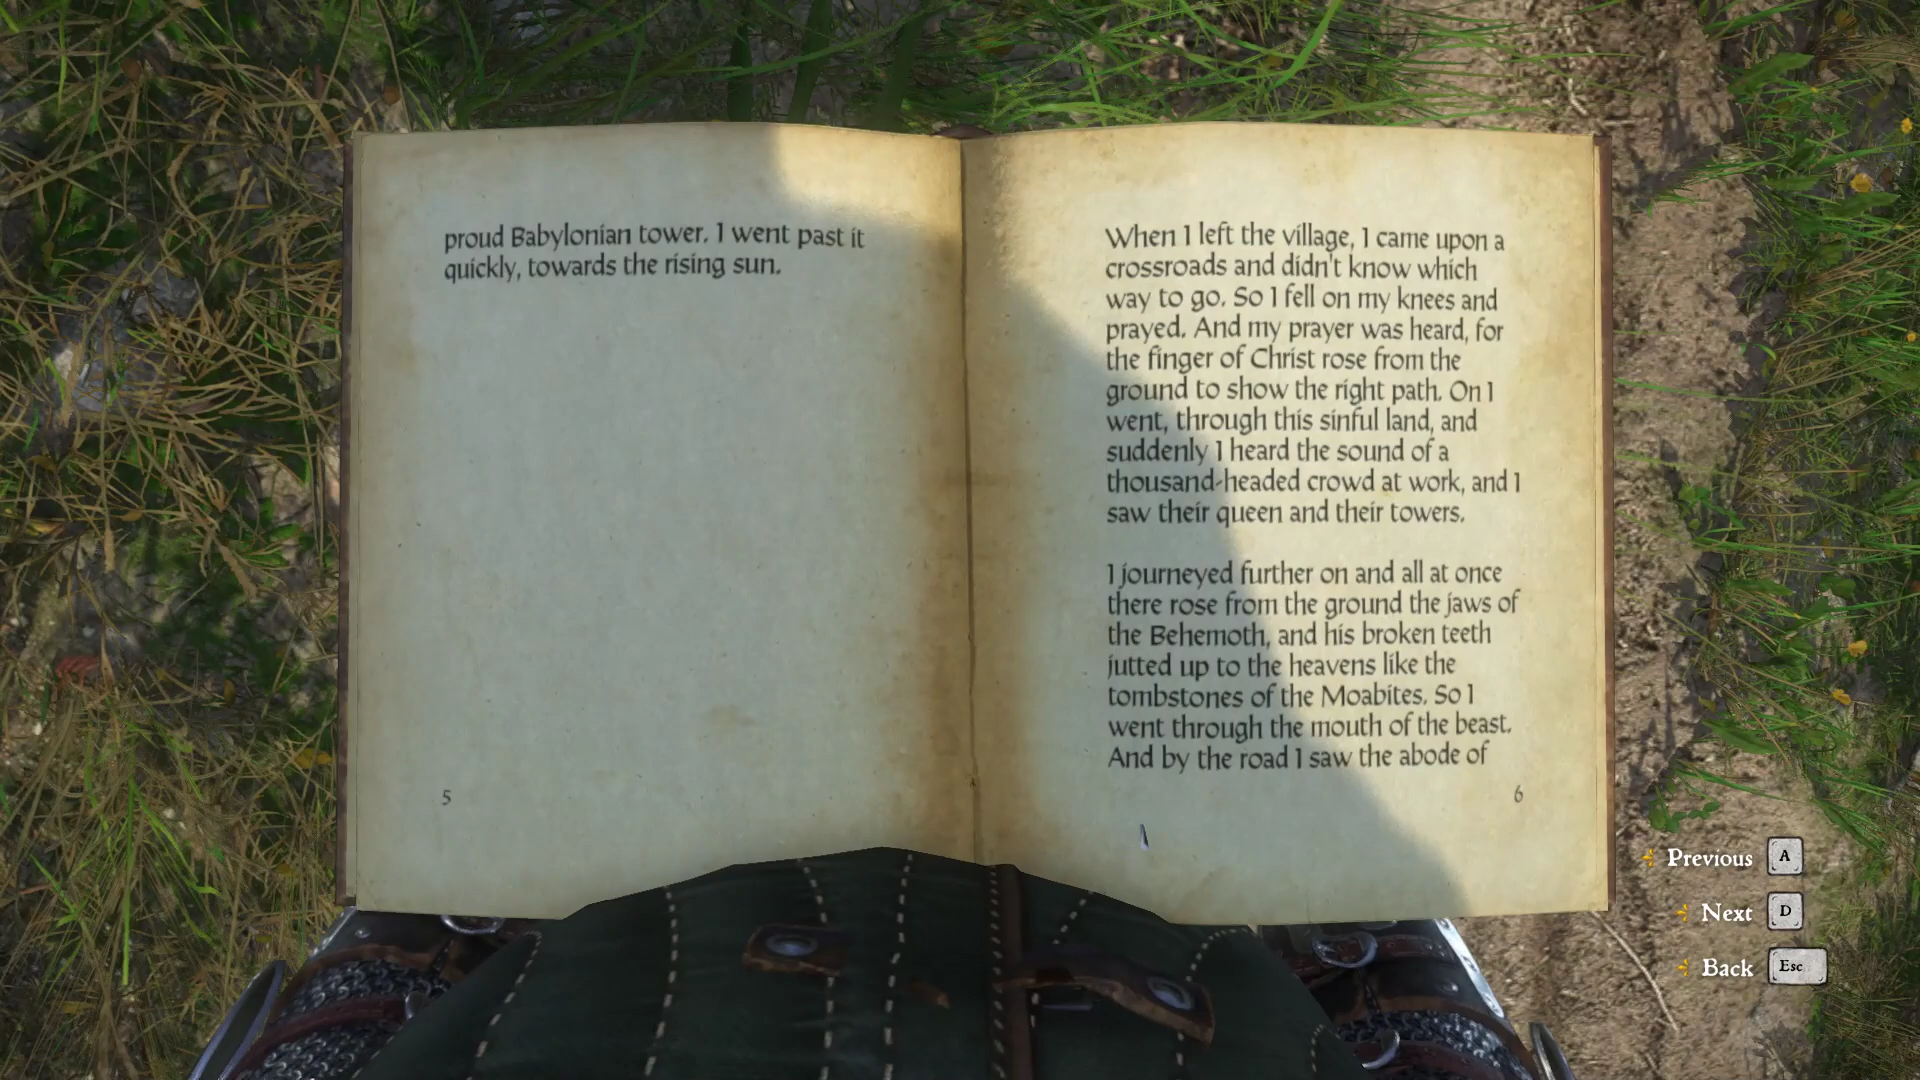 proud Babylonian tower. I went past it
quickly, towards the rising sun.
5
When I left the village, I came upon a
crossroads and didn't know which
way to go. So I fell on my knees and
prayed. And my prayer was heard, for
the finger of Christ rose from the
ground to show the right path. On I
went, through this sinful land, and
suddenly I heard the sound of a
thousand-headed crowd at work, and I
saw their queen and their towers.
I journeyed further on and all at once
there rose from the ground the jaws of
the Behemoth, and his broken teeth
jutted up to the heavens like the
tombstones of the Moabites. So I
went through the mouth of the beast.
And by the road I saw the abode of
6
Previous A
Next D
Back Esc